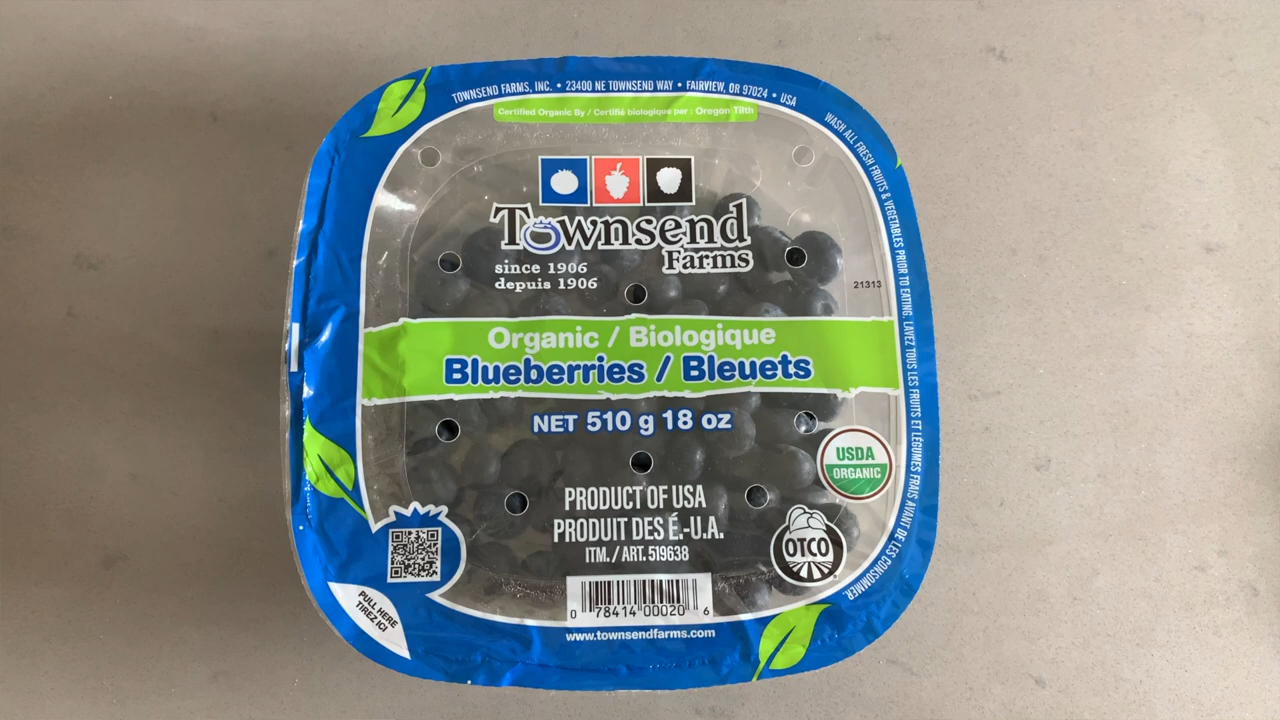 TOWNSEND FARMS, INC. • 23400 NE TOWNSEND WAY • FAIRVIEW, OR 97024 • USA
Certified Organic By / Certifié biologique par : Oregon Tilth
WASH ALL FRESH FRUITS & VEGETABLES PRIOR TO EATING. LAVEZ TOUS LES FRUITS ET LÉGUMES FRAIS AVANT DE LES CONSOMMER.
Townsend
Farms
since 1906
depuis 1906
21313
Organic / Biologique
Blueberries / Bleuets
NET 510 g 18 oz
USDA
ORGANIC
PRODUCT OF USA
PRODUIT DES É.-U.A.
ITM. / ART. 519638
OTCO
PULL HERE
TIREZ ICI
0 78414 00020 6
www.townsendfarms.com